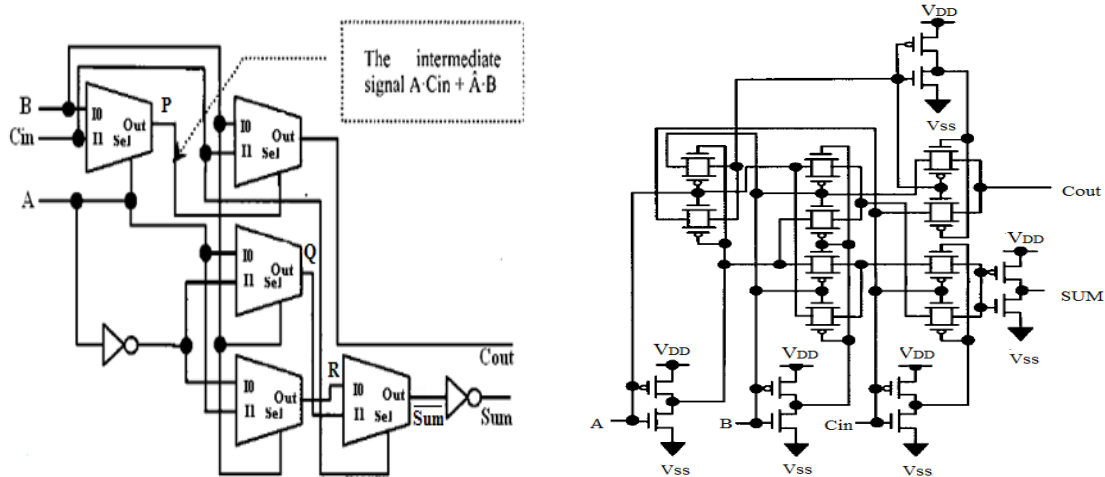 The intermediate
signal A·Cin + Â·B
B
Cin
A
P
I0
I1
Out
Sel
I0
I1
Out
Sel
Q
I0
I1
Out
Sel
R
I0
I1
Out
Sel
I0
I1
Out
Sel
Cout
Sum
Sum
VDD
Vss
Cout
VDD
SUM
Vss
VDD
VDD
VDD
A
B
Cin
Vss
Vss
Vss